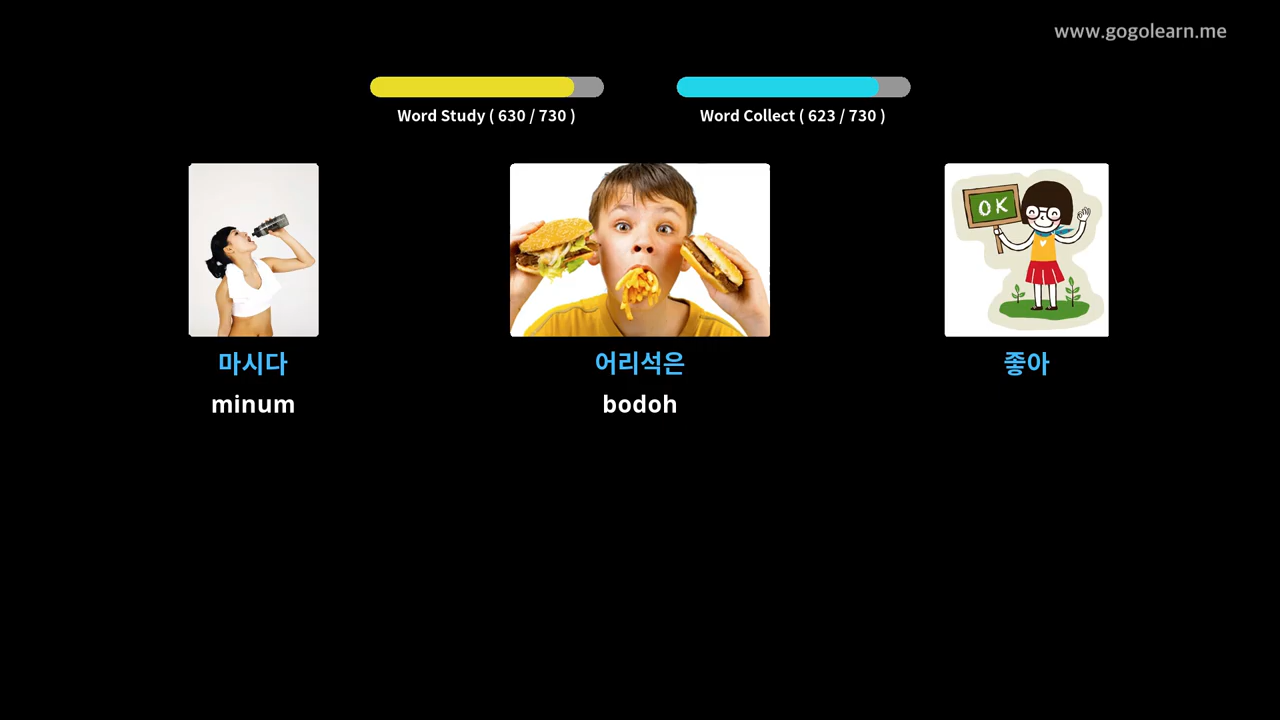 www.gogolearn.me
Word Study ( 630 / 730 )
Word Collect ( 623 / 730 )
OK
마시다
어리석은
좋아
minum
bodoh